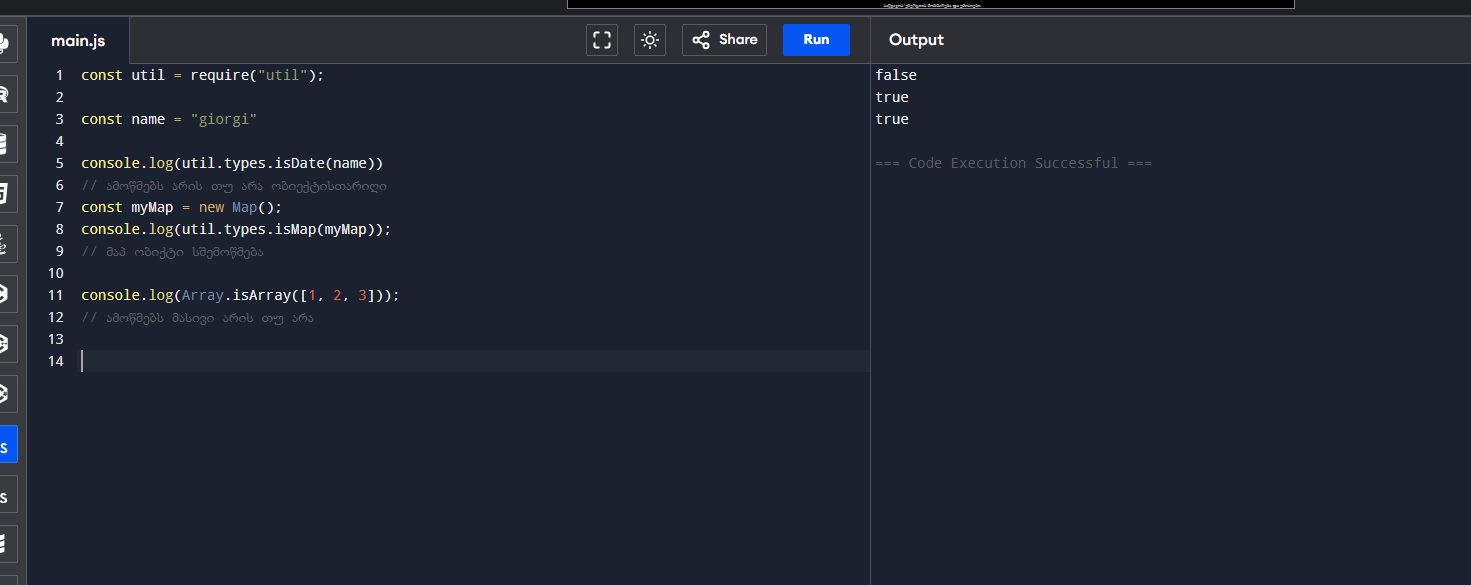 main.js
Share
Run
Output
1 const util = require("util");
2
3 const name = "giorgi"
4
5 console.log(util.types.isDate(name))
6 // ამოწმებს არის თუ არა ობიექტისთარიღი
7 const myMap = new Map();
8 console.log(util.types.isMap(myMap));
9 // მაპ ობიქტი სშემოწმება
10
11 console.log(Array.isArray([1, 2, 3]));
12 // ამოწმებს მასივი არის თუ არა
13
14
false
true
true
=== Code Execution Successful ===